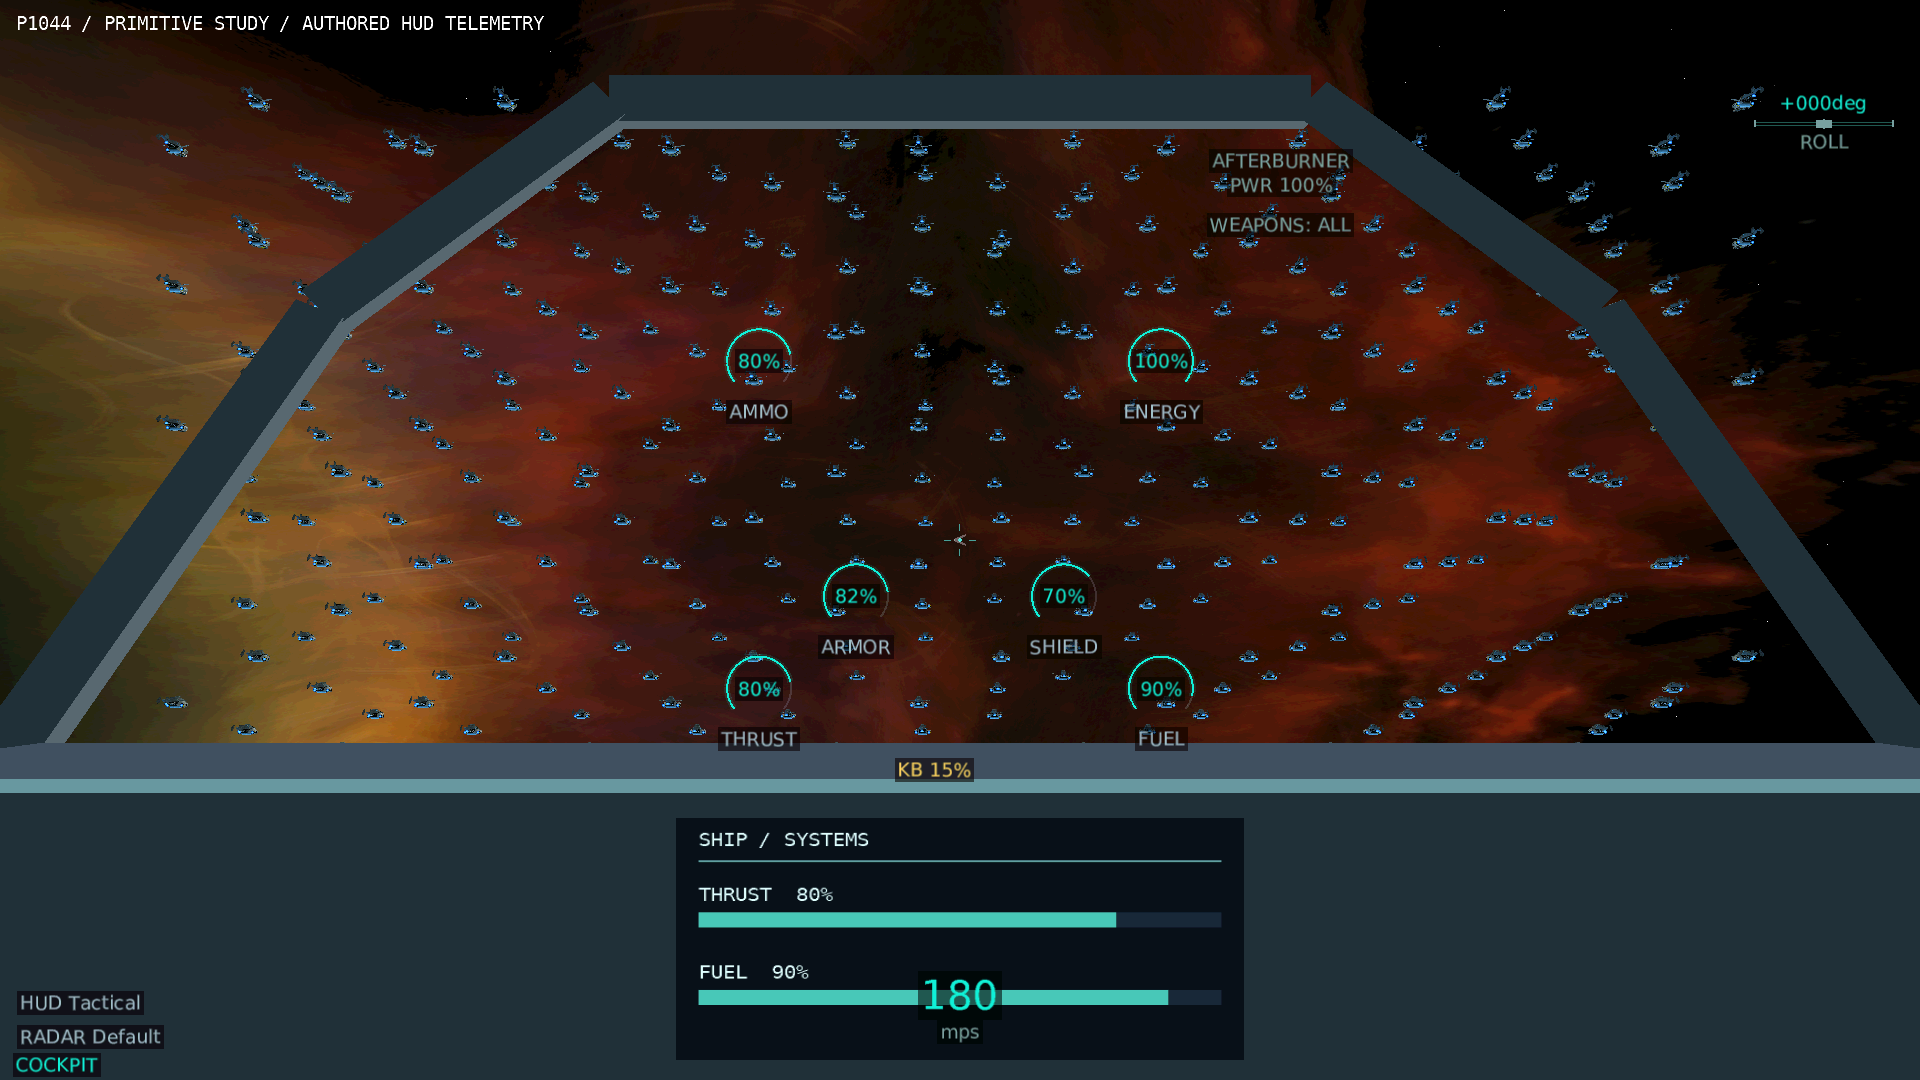 P1044 / PRIMITIVE STUDY / AUTHORED HUD TELEMETRY
+000deg
ROLL
AFTERBURNER
PWR 100%
WEAPONS: ALL
80%
AMMO
100%
ENERGY
82%
ARMOR
70%
SHIELD
80%
THRUST
90%
FUEL
KB 15%
SHIP / SYSTEMS
THRUST 80%
FUEL 90%
180
mps
HUD Tactical
RADAR Default
COCKPIT